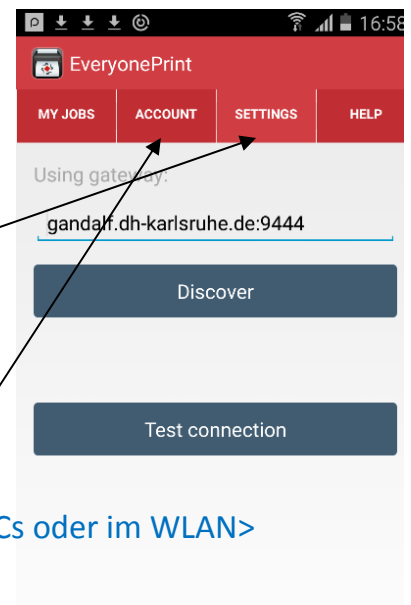 16:58
EveryonePrint
MY JOBS ACCOUNT SETTINGS HELP
Using gateway:
gandalf.dh-karlsruhe.de:9444
Discover
Test connection
Cs oder im WLAN>